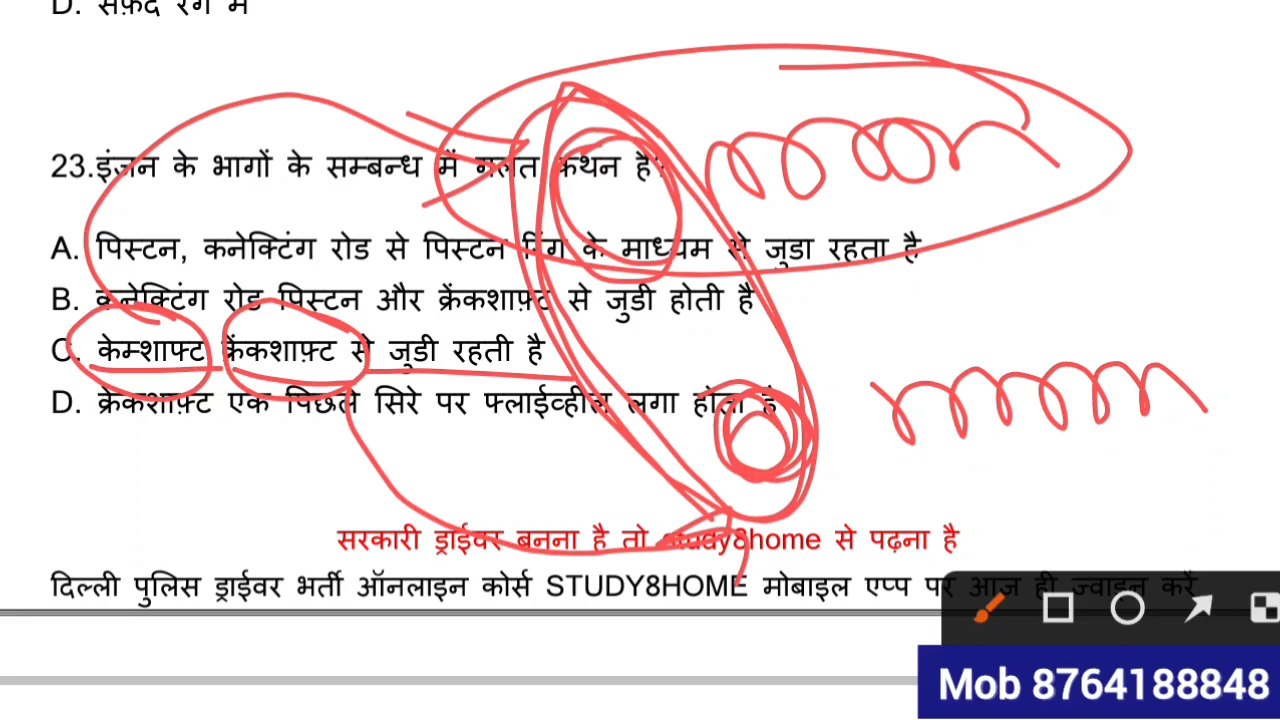 D. सफ़ेद रंग में
23.इंजन के भागों के सम्बन्ध में गलत कथन है?
A. पिस्टन, कनेक्टिंग रोड से पिस्टन पिंग के माध्यम से जुडा रहता है
B. कनेक्टिंग रोड पिस्टन और क्रेंकशाफ़्ट से जुडी होती है
C. केम्शाफ्ट क्रेंकशाफ़्ट से जुडी रहती है
D. क्रेकशाफ़्ट एक पिछले सिरे पर फ्लाईव्हील लगा होता है
सरकारी ड्राईवर बनना है तो study8home से पढ़ना है
दिल्ली पुलिस ड्राईवर भर्ती ऑनलाइन कोर्स STUDY8HOME मोबाइल एप्प पर आज ही ज्वाइन करें
Mob 8764188848